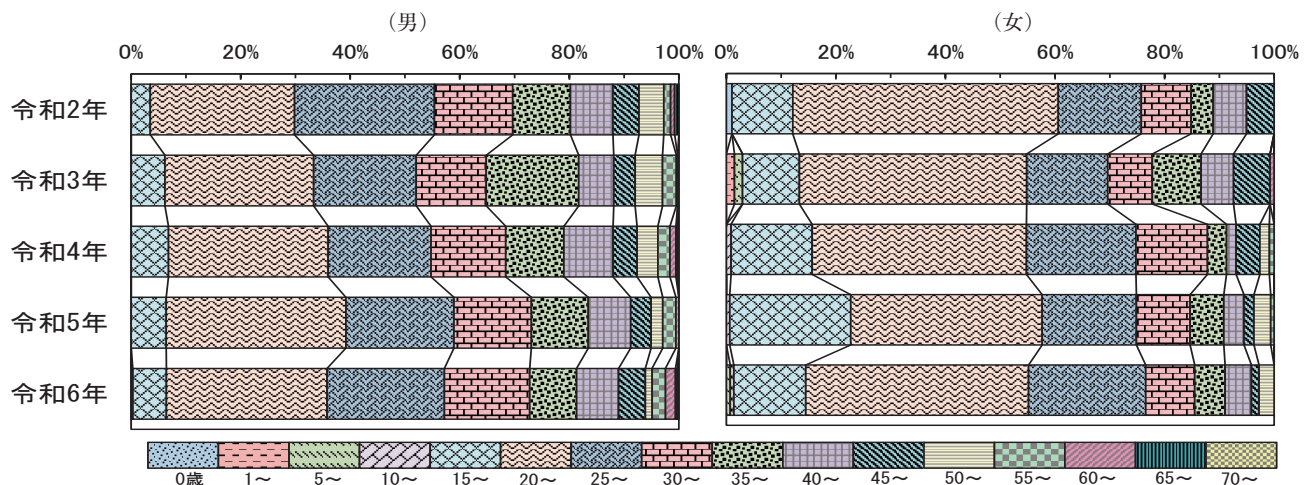 （男）
（女）
0% 20% 40% 60% 80% 100%
0% 20% 40% 60% 80% 100%
令和2年
令和3年
令和4年
令和5年
令和6年
0歳 1～ 5～ 10～ 15～ 20～ 25～ 30～ 35～ 40～ 45～ 50～ 55～ 60～ 65～ 70～